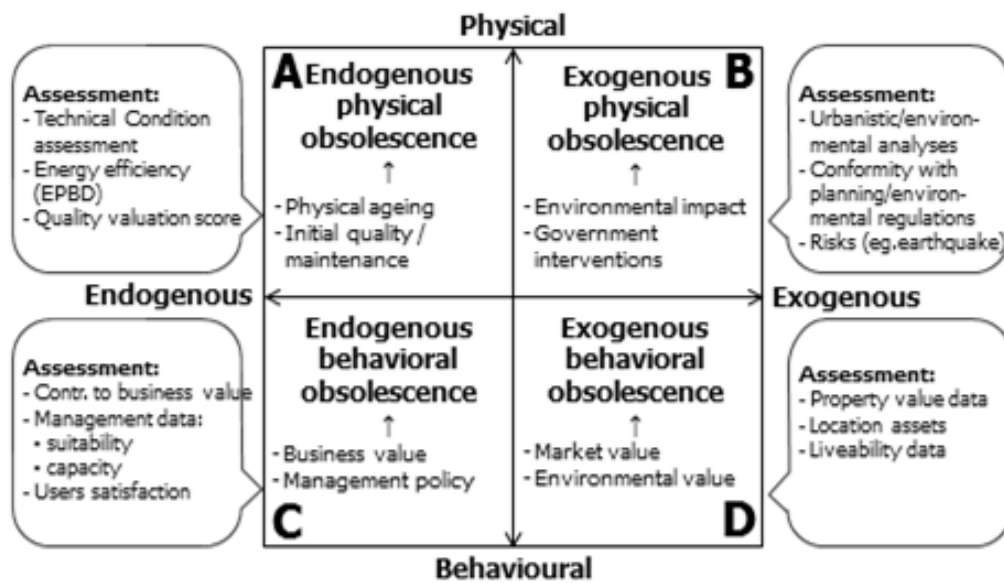 Physical
Assessment:
- Technical Condition
assessment
- Energy efficiency
(EPBD)
- Quality valuation score
A
Endogenous
physical
obsolescence
↑
- Physical ageing
- Initial quality /
maintenance
B
Exogenous
physical
obsolescence
↑
- Environmental impact
- Government
interventions
Assessment:
- Urbanistic/environ-
mental analyses
- Conformity with
planning/environ-
mental regulations
- Risks (eg.earthquake)
Endogenous
Exogenous
Assessment:
- Contr. to business value
- Management data:
• suitability
• capacity
- Users satisfaction
Endogenous
behavioral
obsolescence
↑
- Business value
- Management policy
C
Exogenous
behavioral
obsolescence
↑
- Market value
- Environmental value
D
Assessment:
- Property value data
- Location assets
- Liveability data
Behavioural